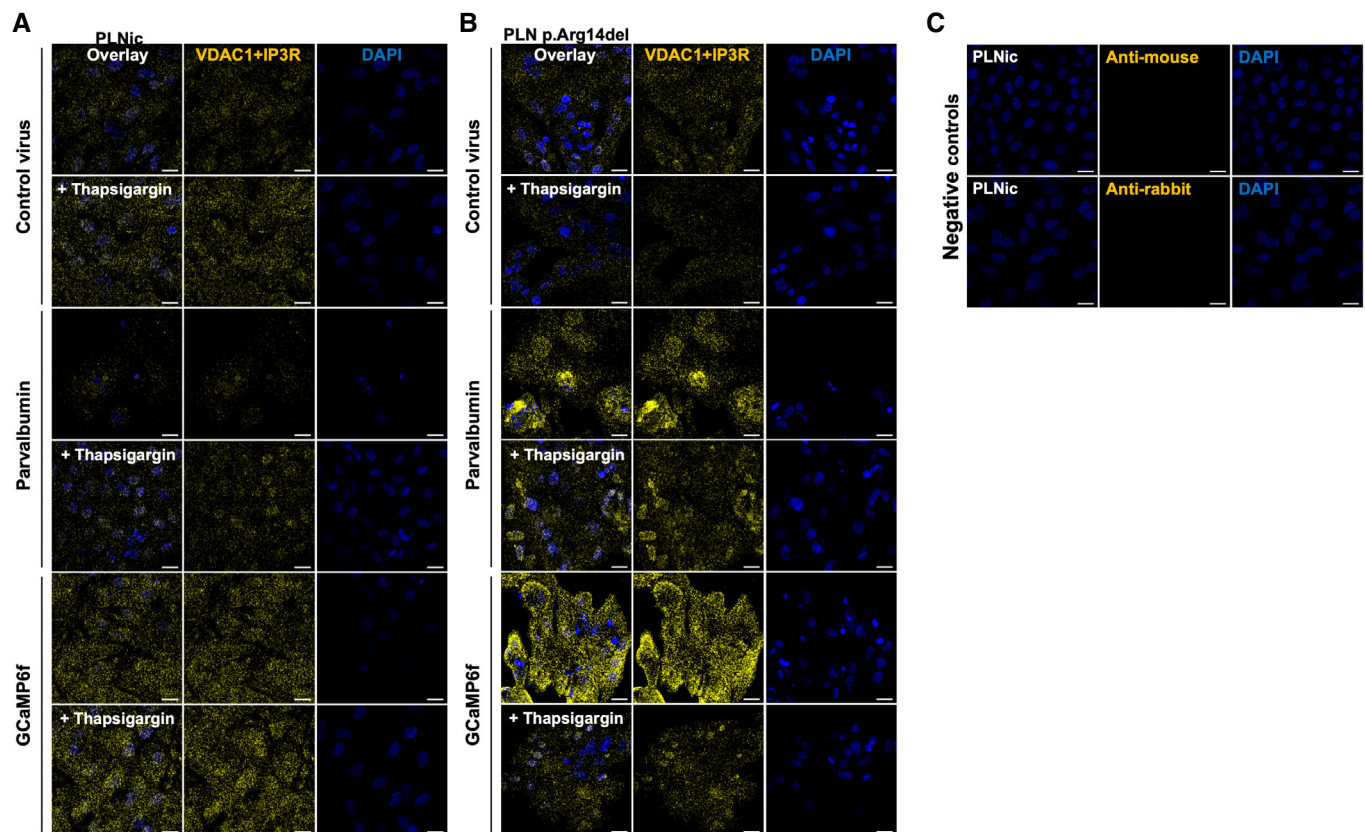 A
PLNic
Overlay
VDAC1+IP3R
DAPI
Control virus
+ Thapsigargin
Parvalbumin
+ Thapsigargin
GCaMP6f
+ Thapsigargin
B
PLN p.Arg14del
Overlay
VDAC1+IP3R
DAPI
Control virus
+ Thapsigargin
Parvalbumin
+ Thapsigargin
GCaMP6f
+ Thapsigargin
C
Negative controls
PLNic
Anti-mouse
DAPI
PLNic
Anti-rabbit
DAPI